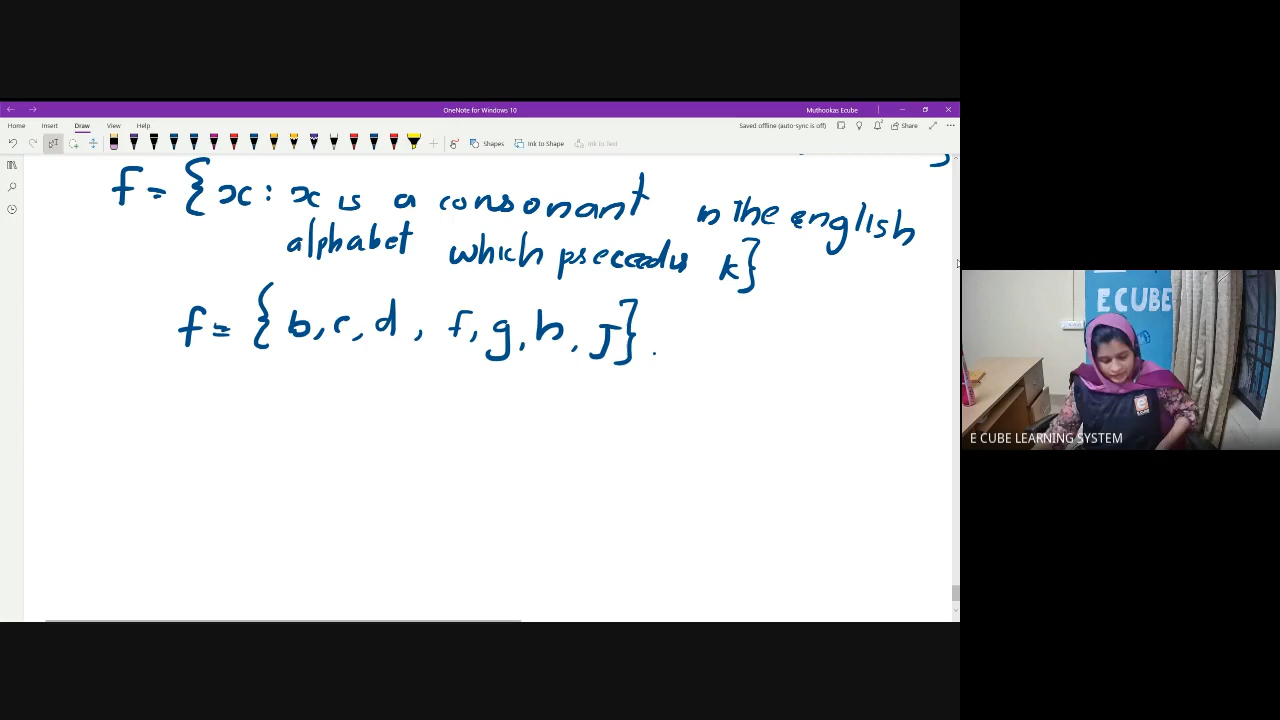 OneNote for Windows 10
Muthookas Ecube
Home Insert Draw View Help
Saved offline (auto-sync is off)
Share
Shapes
Ink to Shape
Ink to Text
f = { x : x is a consonant in the english
alphabet which precedes k}
f = { b, c, d , f, g, h, J} .
E CUBE
E CUBE LEARNING SYSTEM